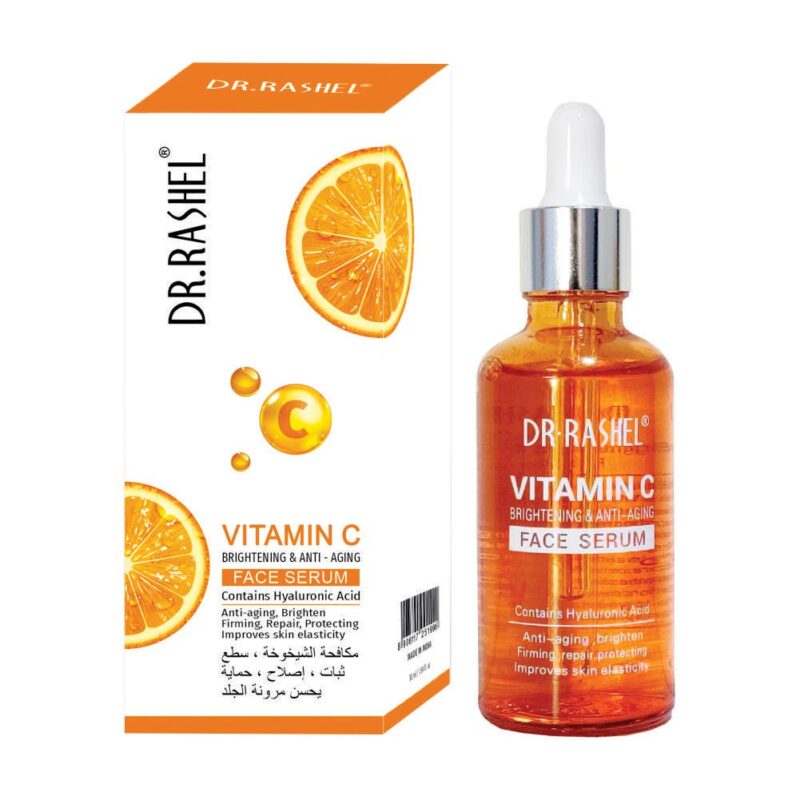 DR.RASHEL®
DR.RASHEL®
C
VITAMIN C
BRIGHTENING & ANTI - AGING
FACE SERUM
Contains Hyaluronic Acid
Anti-aging, Brighten
Firming, Repair, Protecting
Improves skin elasticity
مكافحة الشيخوخة ، سطع
ثبات ، إصلاح ، حماية
يحسن مرونة الجلد
MADE IN INDIA
DR.RASHEL®
VITAMIN C
BRIGHTENING & ANTI-AGING
FACE SERUM
Contains Hyaluronic Acid
Anti-aging, brighten
Firming, repair, protecting
Improves skin elasticity